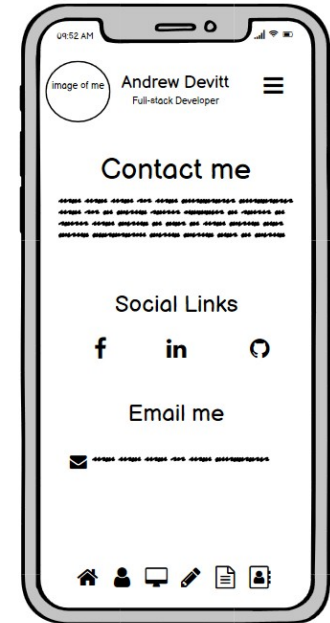 09:52 AM
image of me
Andrew Devitt
Full-stack Developer
Contact me
Social Links
f in
Email me